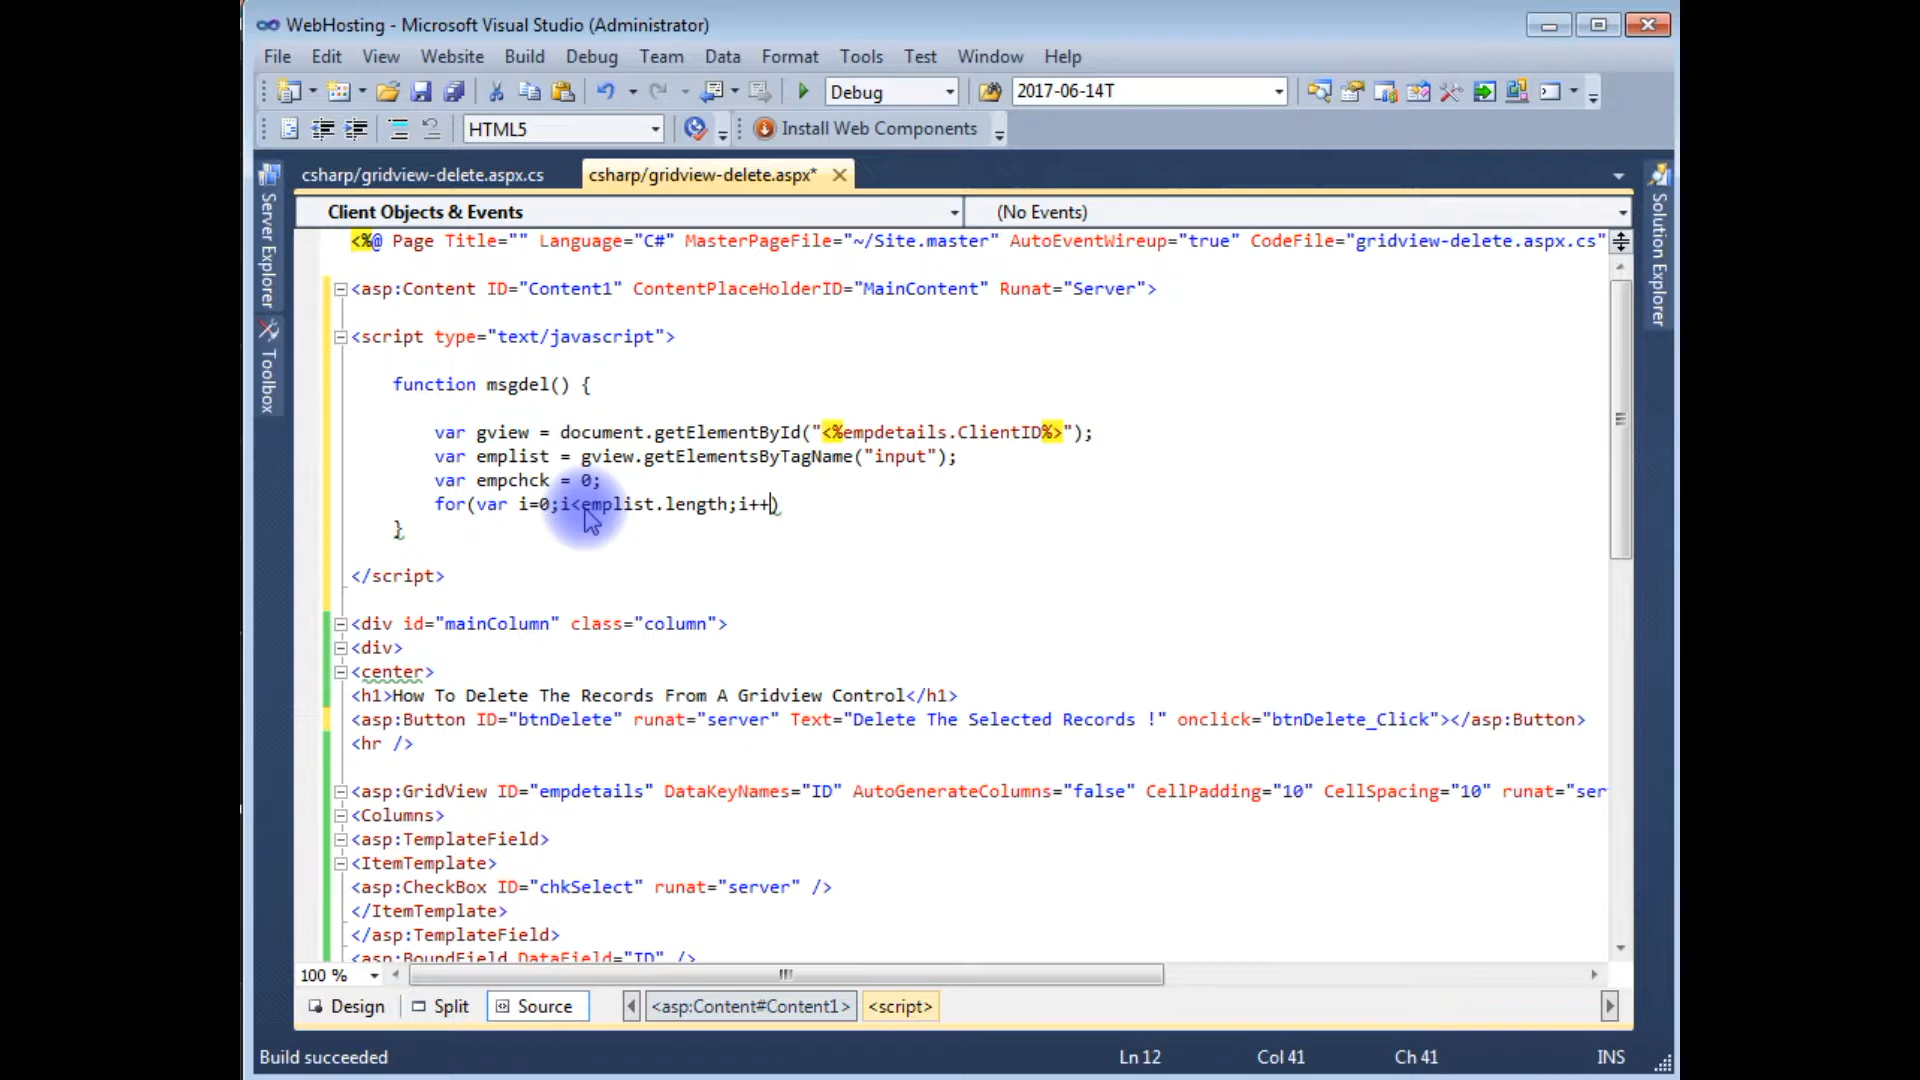 WebHosting - Microsoft Visual Studio (Administrator)
File Edit View Website Build Debug Team Data Format Tools Test Window Help
Debug 2017-06-14T
HTML5 Install Web Components
csharp/gridview-delete.aspx.cs csharp/gridview-delete.aspx*
Client Objects & Events (No Events)
Server Explorer
Toolbox
Solution Explorer
<%@ Page Title="" Language="C#" MasterPageFile="~/Site.master" AutoEventWireup="true" CodeFile="gridview-delete.aspx.cs"
<asp:Content ID="Content1" ContentPlaceHolderID="MainContent" Runat="Server">
<script type="text/javascript">
function msgdel() {
var gview = document.getElementById("<%empdetails.ClientID%>");
var emplist = gview.getElementsByTagName("input");
var empchck = 0;
for(var i=0;i<emplist.length;i++)
}
</script>
<div id="mainColumn" class="column">
<div>
<center>
<h1>How To Delete The Records From A Gridview Control</h1>
<asp:Button ID="btnDelete" runat="server" Text="Delete The Selected Records !" onclick="btnDelete_Click"></asp:Button>
<hr />
<asp:GridView ID="empdetails" DataKeyNames="ID" AutoGenerateColumns="false" CellPadding="10" CellSpacing="10" runat="ser
<Columns>
<asp:TemplateField>
<ItemTemplate>
<asp:CheckBox ID="chkSelect" runat="server" />
</ItemTemplate>
</asp:TemplateField>
<asp:BoundField DataField="ID" />
100 %
Design Split Source <asp:Content#Content1> <script>
Build succeeded Ln 12 Col 41 Ch 41 INS